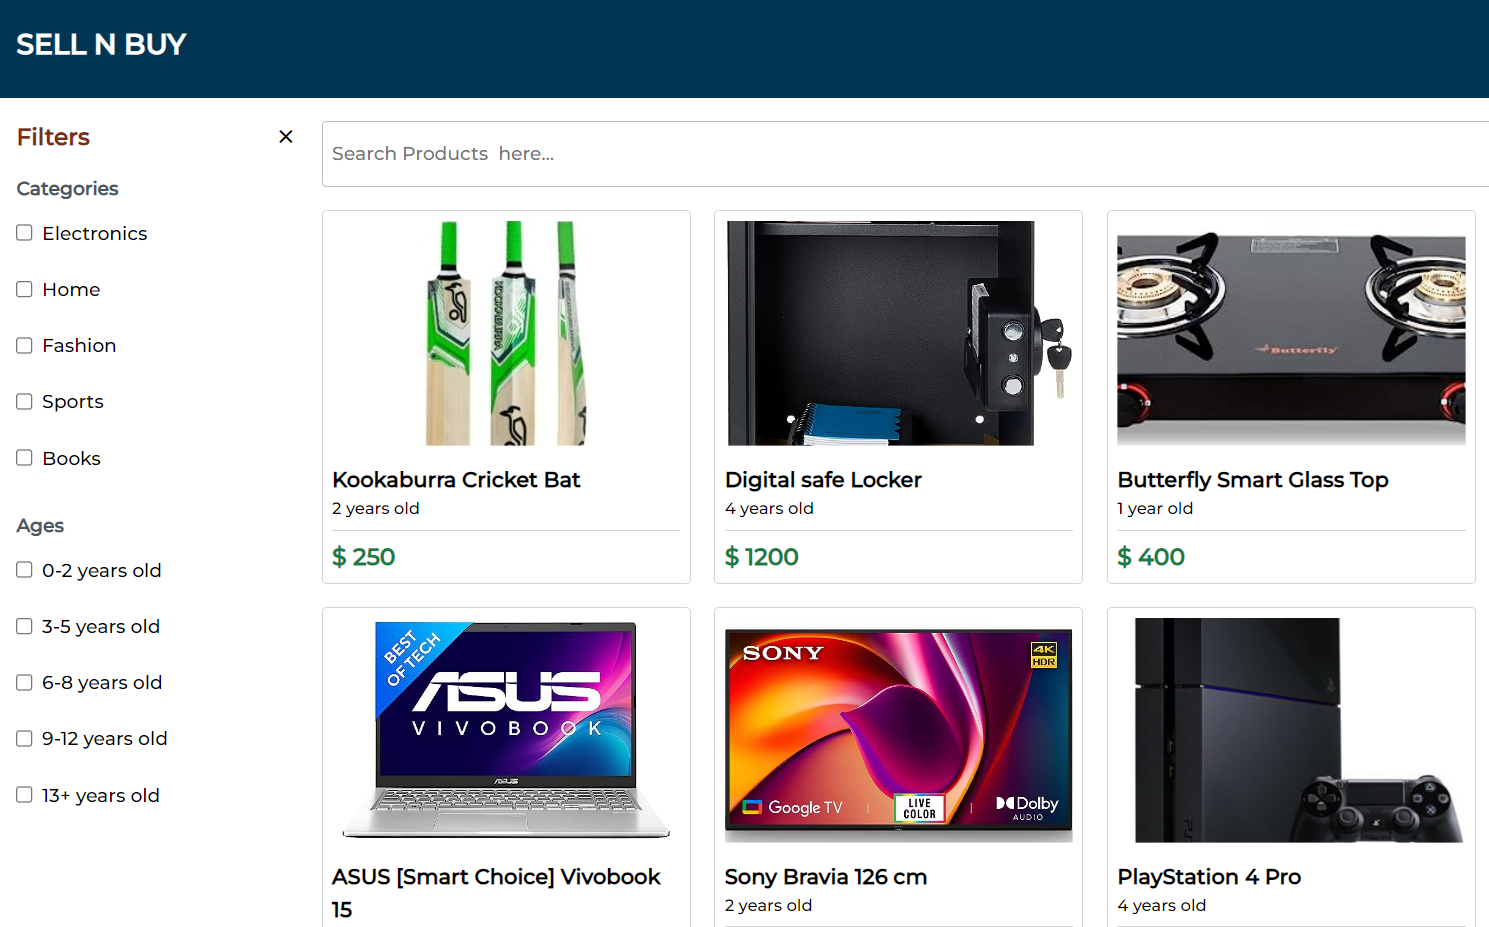 SELL N BUY
Filters
Categories
Electronics
Home
Fashion
Sports
Books
Ages
0-2 years old
3-5 years old
6-8 years old
9-12 years old
13+ years old
Search Products  here...
KOOKABURRA
Kookaburra Cricket Bat
2 years old
$ 250
Digital safe Locker
4 years old
$ 1200
Butterfly
Butterfly Smart Glass Top
1 year old
$ 400
BEST
OF TECH
ASUS
VIVOBOOK
ASUS
ASUS [Smart Choice] Vivobook
15
SONY
4K
HDR
Google TV
LIVE
COLOR
Dolby
AUDIO
Sony Bravia 126 cm
2 years old
PS4
PlayStation 4 Pro
4 years old